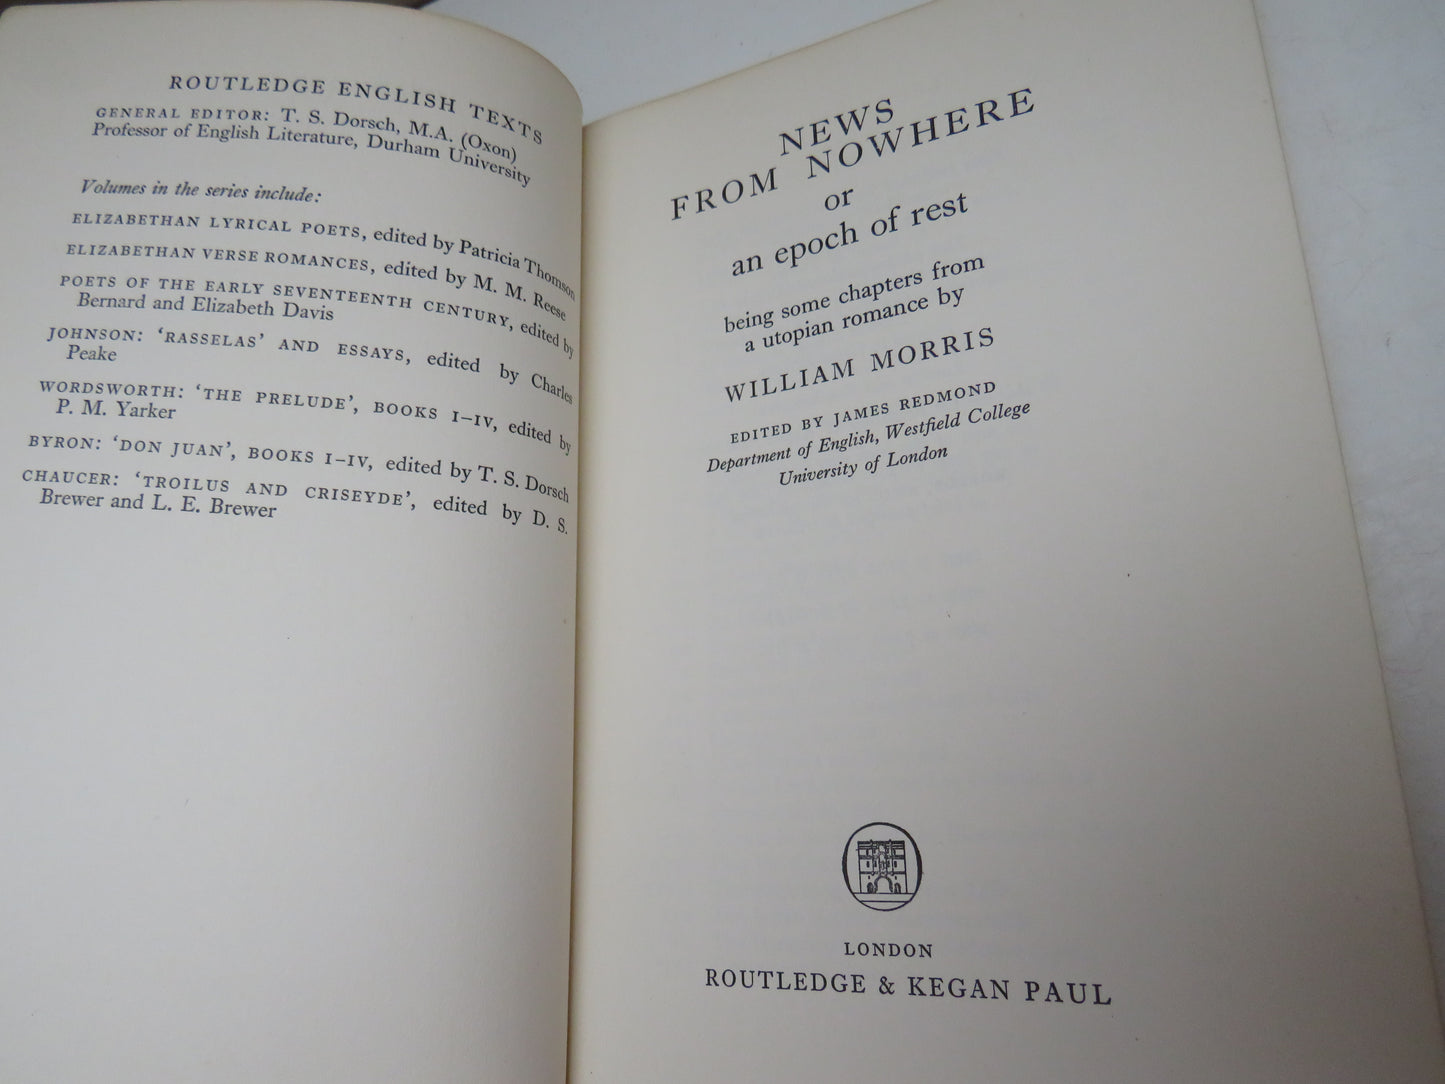 ROUTLEDGE ENGLISH TEXTS
GENERAL EDITOR: T. S. Dorsch, M.A. (Oxon)
Professor of English Literature, Durham University
Volumes in the series include:
ELIZABETHAN LYRICAL POETS, edited by Patricia Thomson
ELIZABETHAN VERSE ROMANCES, edited by M. M. Reese
POETS OF THE EARLY SEVENTEENTH CENTURY, edited by
Bernard and Elizabeth Davis
JOHNSON: ‘RASSELAS’ AND ESSAYS, edited by Charles
Peake
WORDSWORTH: ‘THE PRELUDE’, BOOKS I–IV, edited by
P. M. Yarker
BYRON: ‘DON JUAN’, BOOKS I–IV, edited by T. S. Dorsch
CHAUCER: ‘TROILUS AND CRISEYDE’, edited by D. S.
Brewer and L. E. Brewer
NEWS
FROM NOWHERE
or
an epoch of rest
being some chapters from
a utopian romance by
WILLIAM MORRIS
EDITED BY JAMES REDMOND
Department of English, Westfield College
University of London
LONDON
ROUTLEDGE & KEGAN PAUL